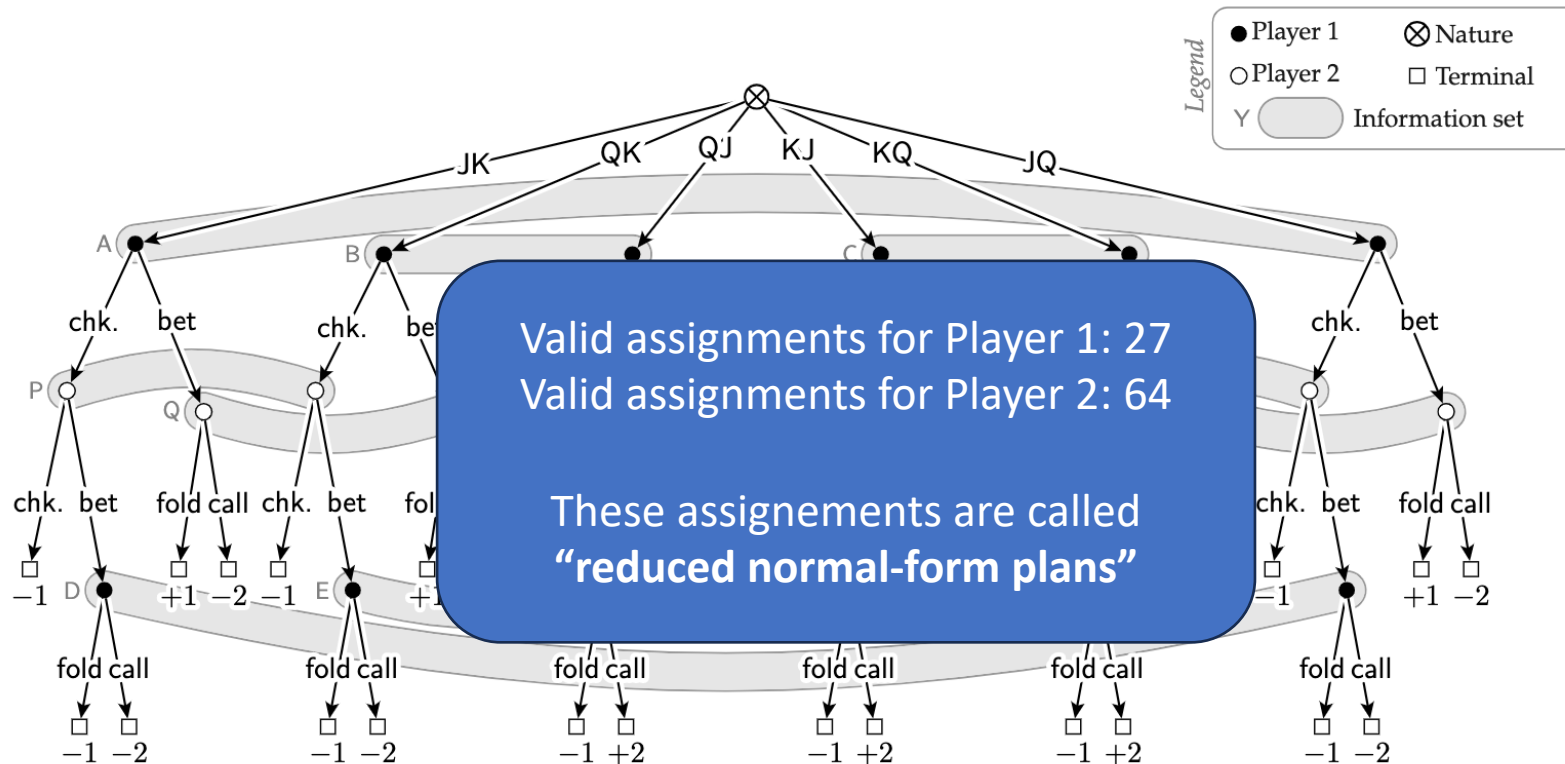 Legend
Player 1
Nature
Player 2
Terminal
Y
Information set
JK
QK
QJ
KJ
KQ
JQ
A
B
C
chk. bet
chk.
chk. bet
Valid assignments for Player 1: 27
Valid assignments for Player 2: 64
These assignements are called
“reduced normal-form plans”
P
Q
chk. bet
fold call
chk. bet
chk. bet
fold call
−1
+1 −2
−1
−1
+1 −2
D
E
fold call
fold call
fold call
fold call
fold call
fold call
−1 −2
−1 −2
−1 +2
−1 +2
−1 +2
−1 −2